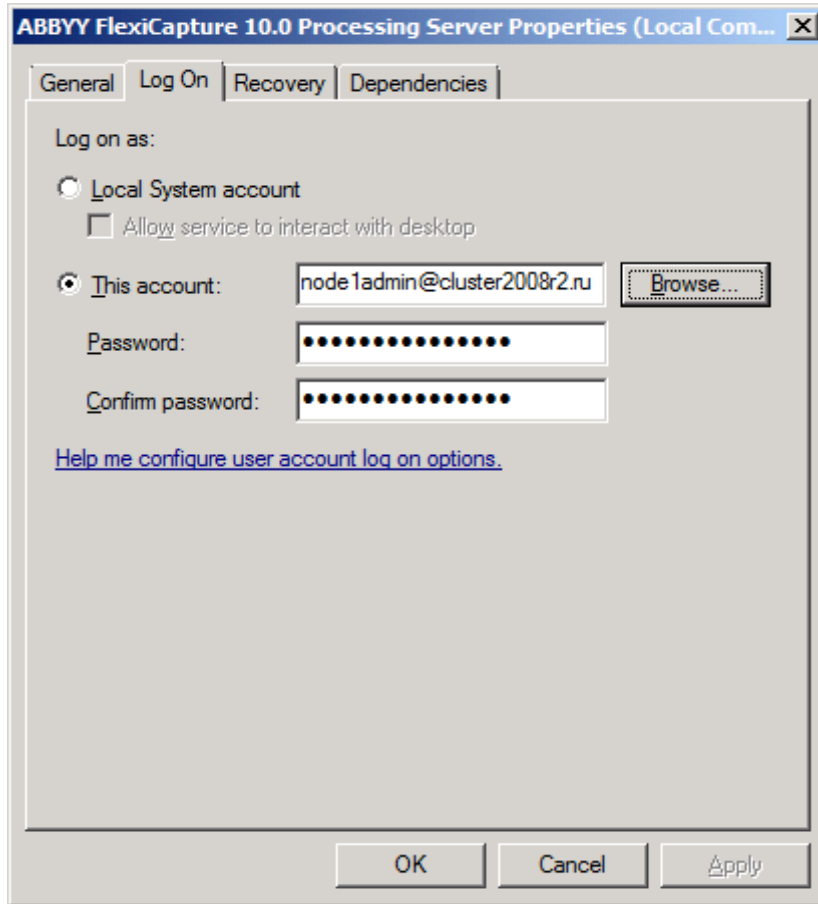 ABBYY FlexiCapture 10.0 Processing Server Properties (Local Com...
General Log On Recovery Dependencies
Log on as:
Local System account
Allow service to interact with desktop
This account: node1admin@cluster2008r2.ru Browse...
Password: ●●●●●●●●●●●●●●●
Confirm password: ●●●●●●●●●●●●●●●
Help me configure user account log on options.
OK Cancel Apply